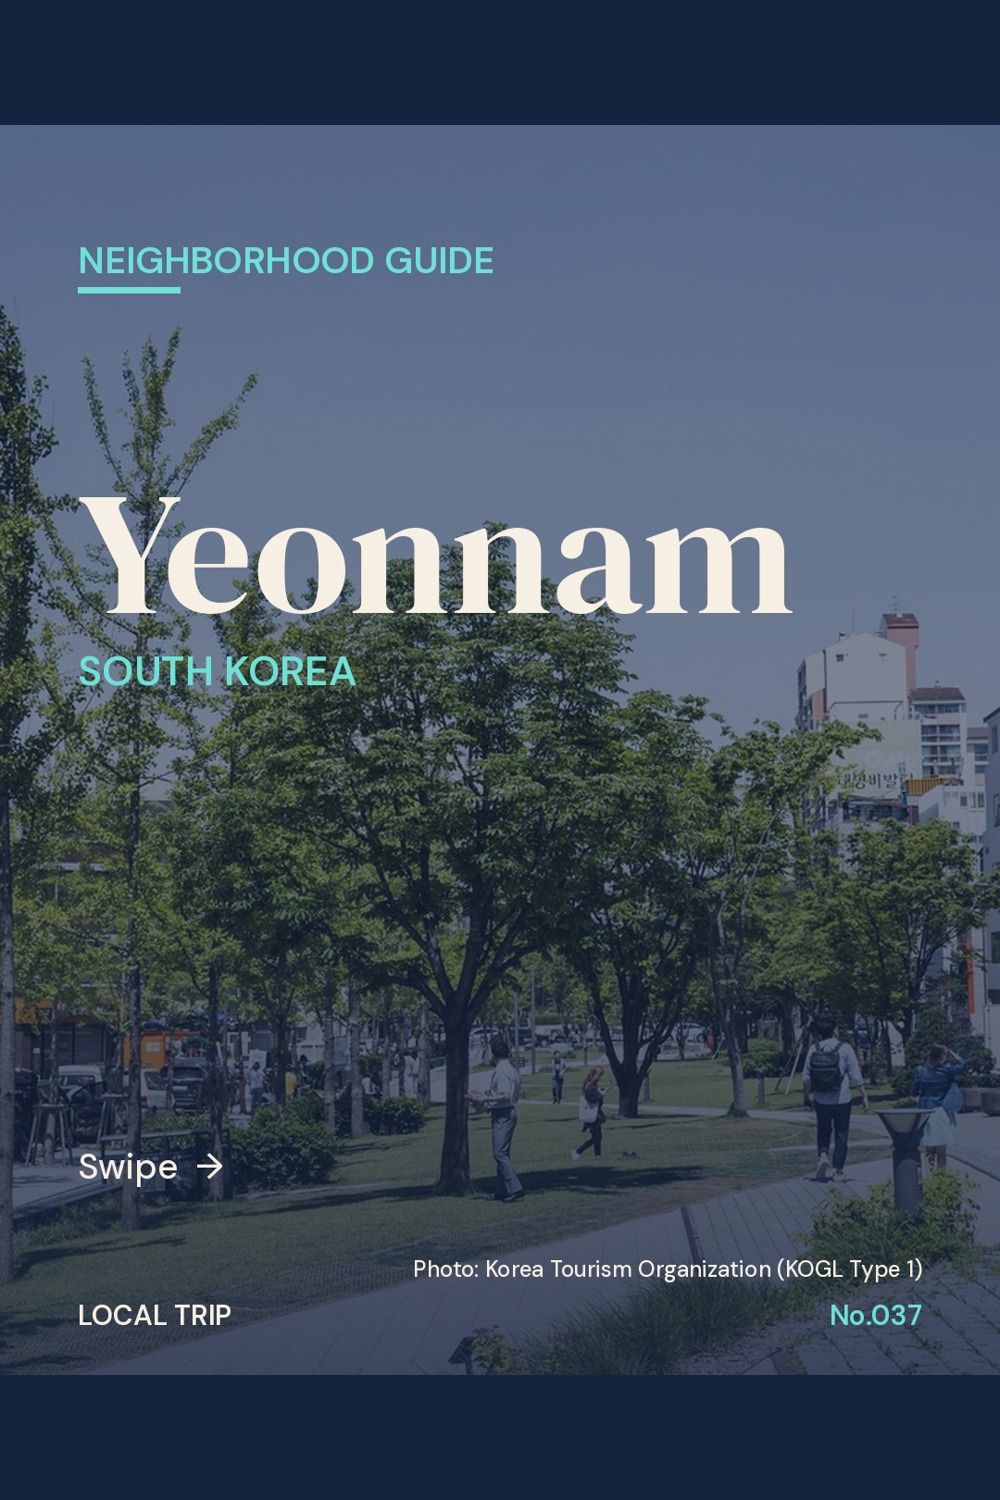 NEIGHBORHOOD GUIDE
Yeonnam
SOUTH KOREA
Swipe →
Photo: Korea Tourism Organization (KOGL Type 1)
LOCAL TRIP
No.037